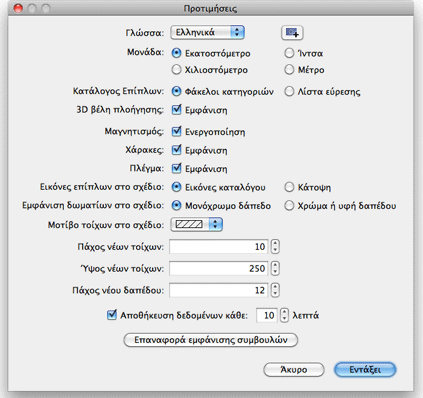 Προτιμήσεις
Γλώσσα: Ελληνικά
Μονάδα: Εκατοστόμετρο Ίντσα
Χιλιοστόμετρο Μέτρο
Κατάλογος Επίπλων: Φάκελοι κατηγοριών Λίστα εύρεσης
3D βέλη πλοήγησης: Εμφάνιση
Μαγνητισμός: Ενεργοποίηση
Χάρακες: Εμφάνιση
Πλέγμα: Εμφάνιση
Εικόνες επίπλων στο σχέδιο: Εικόνες καταλόγου Κάτοψη
Εμφάνιση δωματίων στο σχέδιο: Μονόχρωμο δάπεδο Χρώμα ή υφή δαπέδου
Μοτίβο τοίχων στο σχέδιο:
Πάχος νέων τοίχων: 10
Ύψος νέων τοίχων: 250
Πάχος νέου δαπέδου: 12
Αποθήκευση δεδομένων κάθε: 10 λεπτά
Επαναφορά εμφάνισης συμβουλών
Άκυρο Εντάξει